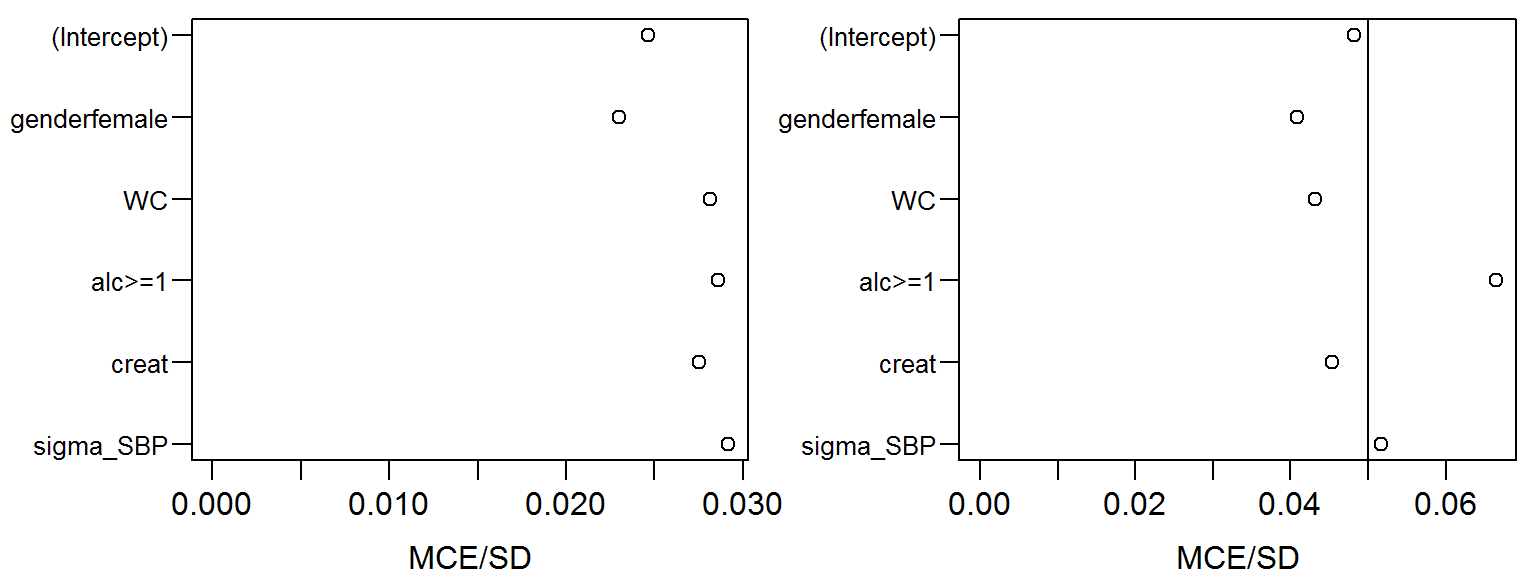 (Intercept)
genderfemale
WC
alc>=1
creat
sigma_SBP
0.000 0.010 0.020 0.030
MCE/SD
(Intercept)
genderfemale
WC
alc>=1
creat
sigma_SBP
0.00 0.02 0.04 0.06
MCE/SD